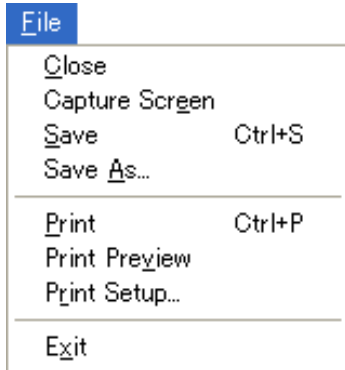 File
Close
Capture Screen
Save Ctrl+S
Save As...
Print Ctrl+P
Print Preview
Print Setup...
Exit